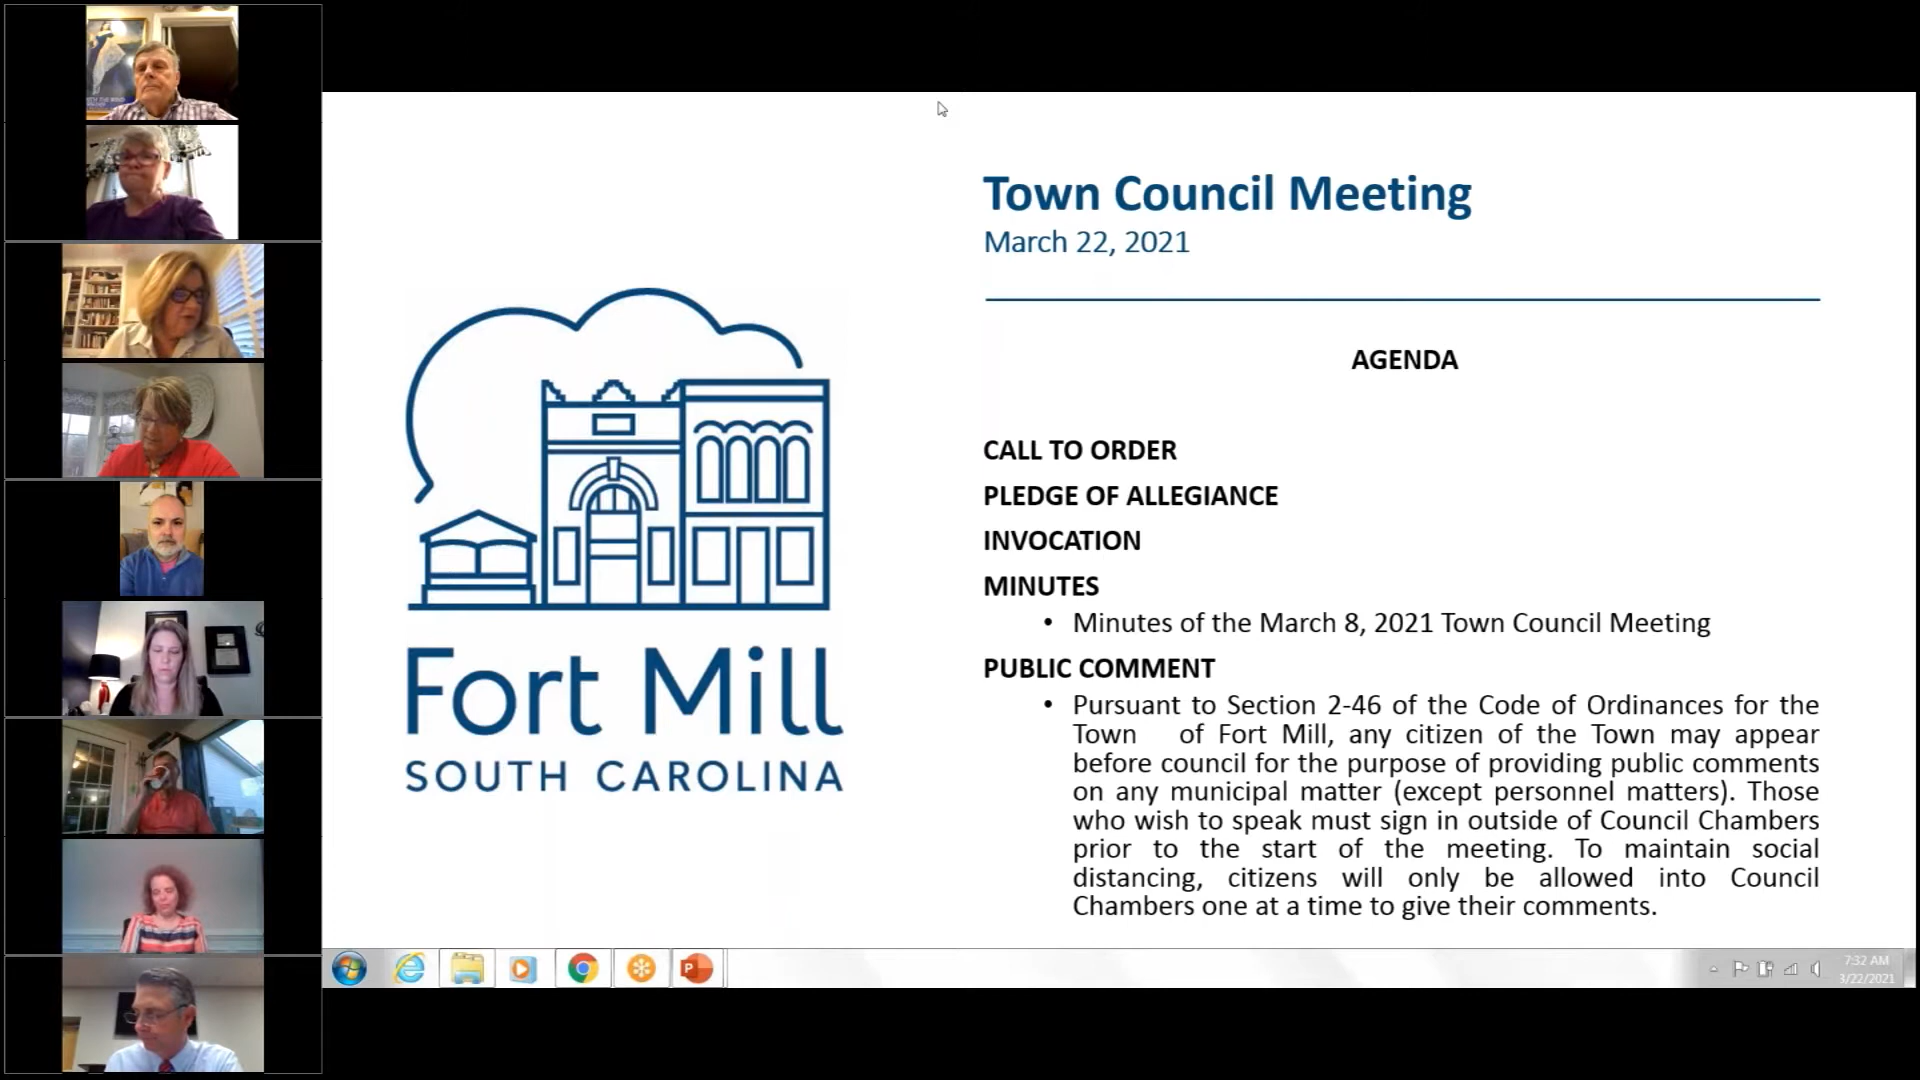 Town Council Meeting
March 22, 2021
AGENDA
CALL TO ORDER
PLEDGE OF ALLEGIANCE
INVOCATION
MINUTES
• Minutes of the March 8, 2021 Town Council Meeting
PUBLIC COMMENT
• Pursuant to Section 2-46 of the Code of Ordinances for the
Town of Fort Mill, any citizen of the Town may appear
before council for the purpose of providing public comments
on any municipal matter (except personnel matters). Those
who wish to speak must sign in outside of Council Chambers
prior to the start of the meeting. To maintain social
distancing, citizens will only be allowed into Council
Chambers one at a time to give their comments.
Fort Mill
SOUTH CAROLINA
7:32 AM
3/22/2021